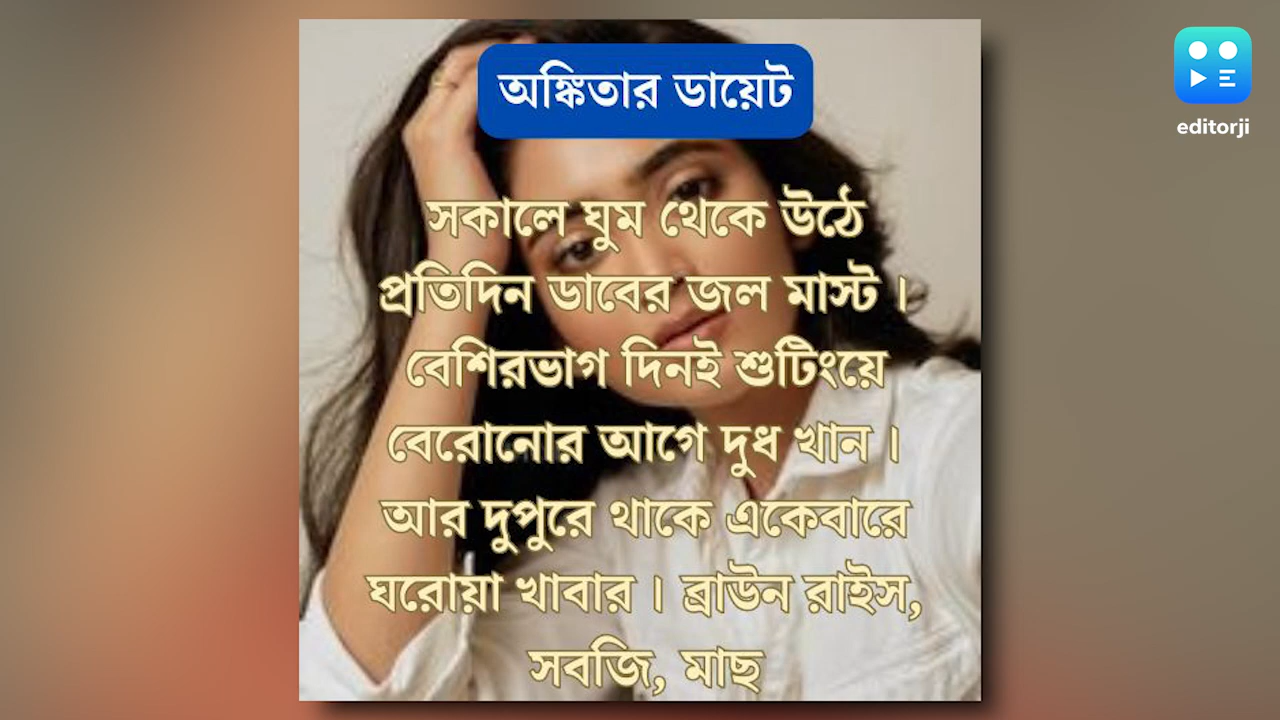 অঙ্কিতার ডায়েট
editorji
সকালে ঘুম থেকে উঠে
প্রতিদিন ডাবের জল মাস্ট ।
বেশিরভাগ দিনই শুটিংয়ে
বেরোনোর আগে দুধ খান ।
আর দুপুরে থাকে একেবারে
ঘরোয়া খাবার । ব্রাউন রাইস,
সবজি, মাছ